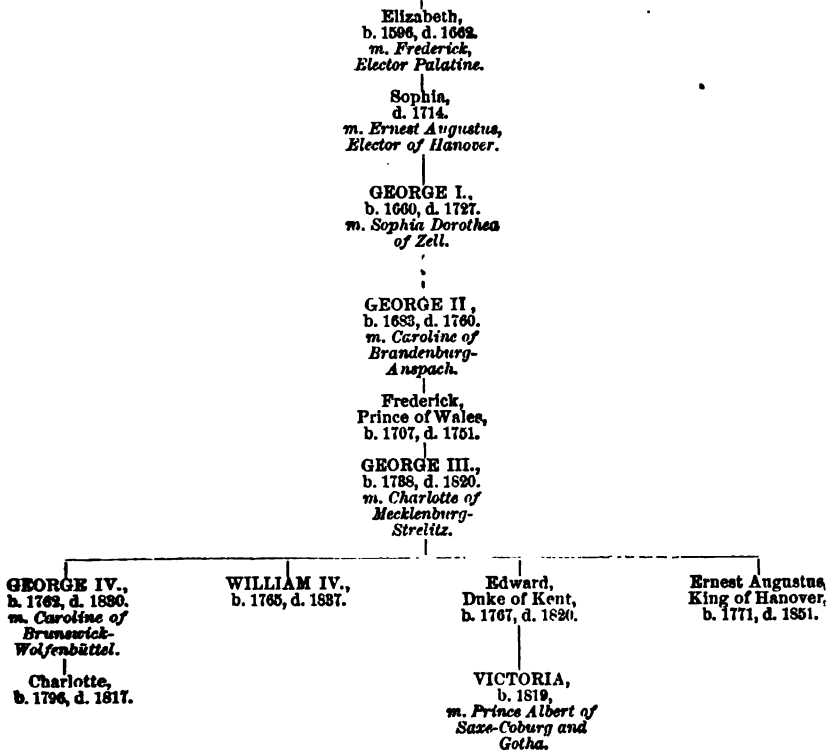 Elizabeth,
b. 1596, d. 1662.
m. Frederick,
Elector Palatine.
Sophia,
d. 1714.
m. Ernest Augustus,
Elector of Hanover.
GEORGE I.,
b. 1660, d. 1727.
m. Sophia Dorothea
of Zell.
GEORGE II,
b. 1683, d. 1760.
m. Caroline of
Brandenburg-
Anspach.
Frederick,
Prince of Wales,
b. 1707, d. 1751.
GEORGE III.,
b. 1738, d. 1820.
m. Charlotte of
Mecklenburg-
Strelitz.
GEORGE IV.,
b. 1762, d. 1830.
m. Caroline of
Brunswick-
Wolfenbüttel.
Charlotte,
b. 1796, d. 1817.
WILLIAM IV.,
b. 1765, d. 1837.
Edward,
Duke of Kent,
b. 1767, d. 1820.
VICTORIA,
b. 1819,
m. Prince Albert of
Saxe-Coburg and
Gotha.
Ernest Augustus,
King of Hanover,
b. 1771, d. 1851.